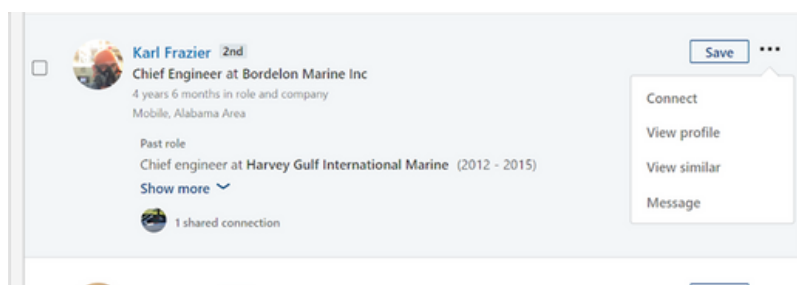 Karl Frazier 2nd
Save ...
Chief Engineer at Bordelon Marine Inc
4 years 6 months in role and company
Mobile, Alabama Area
Past role
Chief engineer at Harvey Gulf International Marine (2012 - 2015)
Show more
1 shared connection
Connect
View profile
View similar
Message